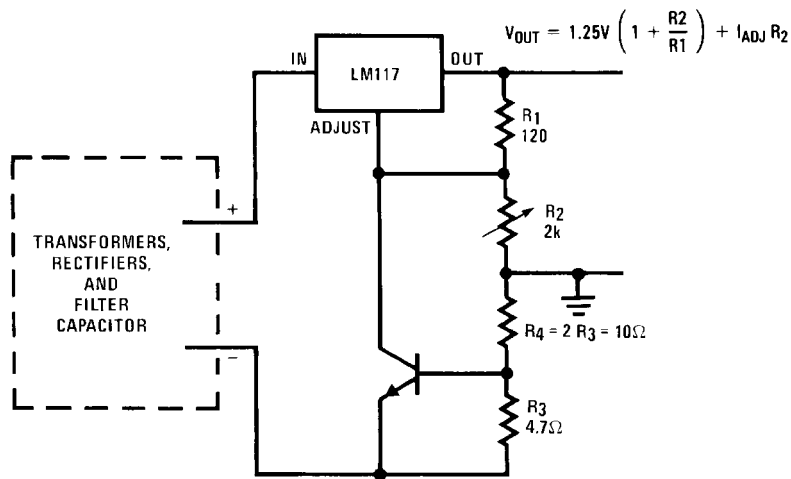 V_OUT = 1.25V (1 + R2/R1) + I_ADJ R2
IN
LM117
OUT
ADJUST
R1
120
R2
2k
+
TRANSFORMERS,
RECTIFIERS,
AND
FILTER
CAPACITOR
–
R4 = 2 R3 = 10Ω
R3
4.7Ω